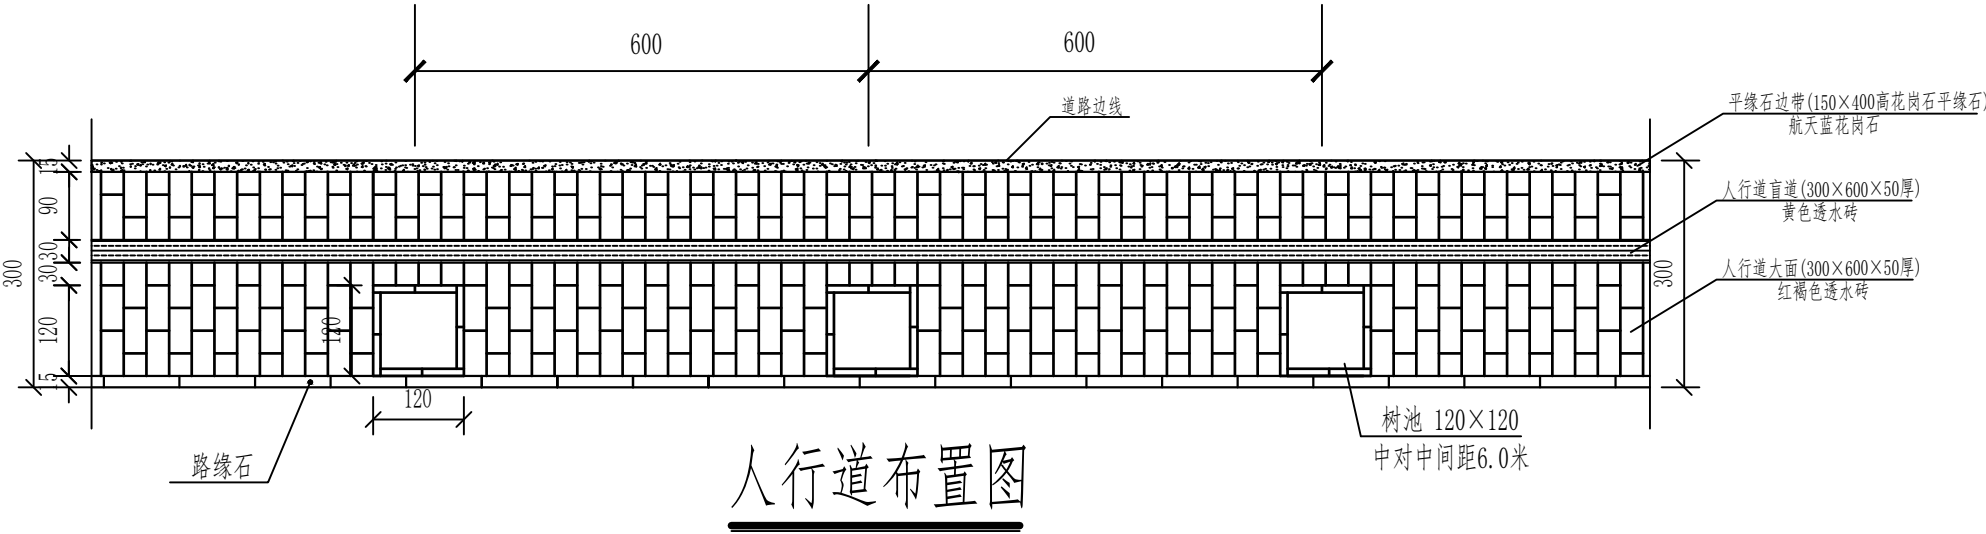 600
600
道路边线
平缘石边带(150×400高花岗石平缘石)
航天蓝花岗石
人行道盲道(300×600×50厚)
黄色透水砖
人行道大面(300×600×50厚)
红褐色透水砖
300
15
90
30
30
120
15
300
120
120
路缘石
树池 120×120
中对中间距6.0米
人行道布置图